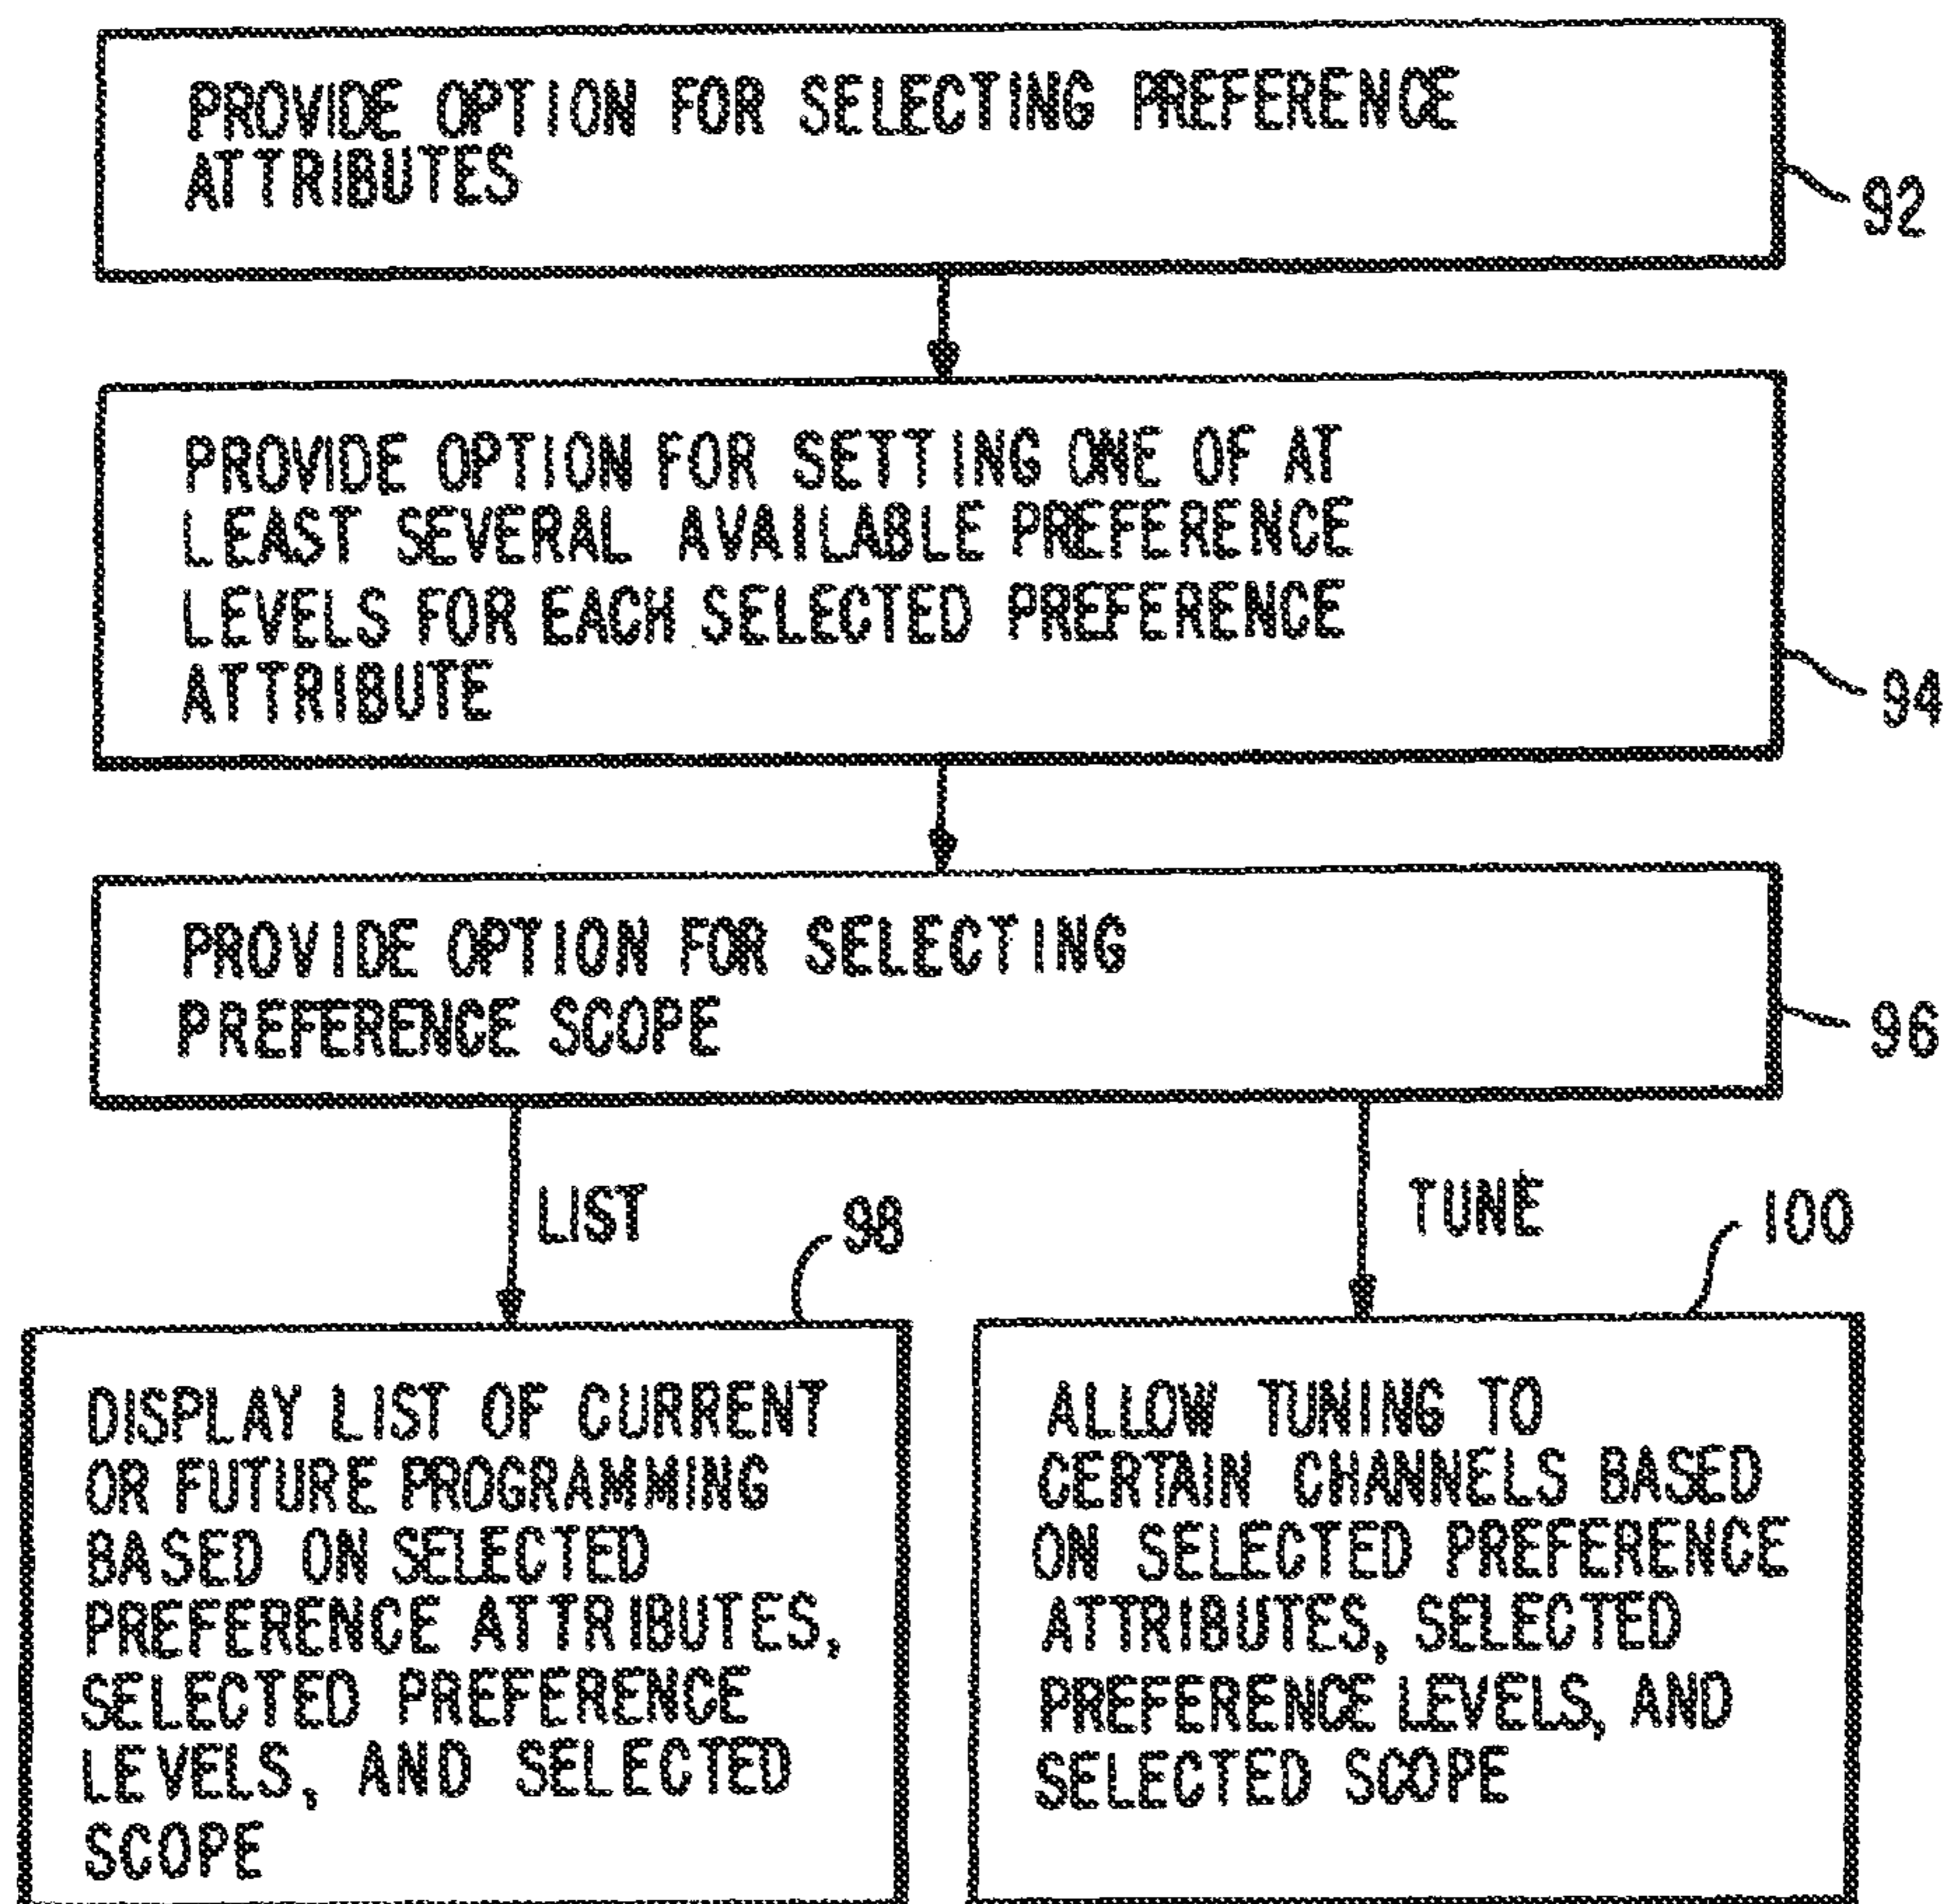 PROVIDE OPTION FOR SELECTING PREFERENCE
ATTRIBUTES
92
PROVIDE OPTION FOR SETTING ONE OF AT
LEAST SEVERAL AVAILABLE PREFERENCE
LEVELS FOR EACH SELECTED PREFERENCE
ATTRIBUTE
94
PROVIDE OPTION FOR SELECTING
PREFERENCE SCOPE
96
LIST
98
TUNE
100
DISPLAY LIST OF CURRENT
OR FUTURE PROGRAMMING
BASED ON SELECTED
PREFERENCE ATTRIBUTES,
SELECTED PREFERENCE
LEVELS, AND SELECTED
SCOPE
ALLOW TUNING TO
CERTAIN CHANNELS BASED
ON SELECTED PREFERENCE
ATTRIBUTES, SELECTED
PREFERENCE LEVELS, AND
SELECTED SCOPE